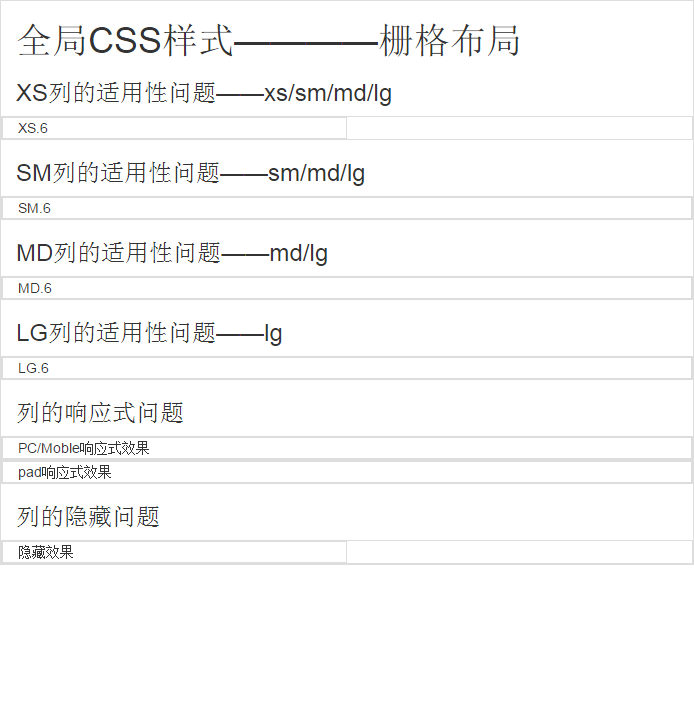 全局CSS样式————栅格布局
XS列的适用性问题——xs/sm/md/lg
XS.6
SM列的适用性问题——sm/md/lg
SM.6
MD列的适用性问题——md/lg
MD.6
LG列的适用性问题——lg
LG.6
列的响应式问题
PC/Moble响应式效果
pad响应式效果
列的隐藏问题
隐藏效果